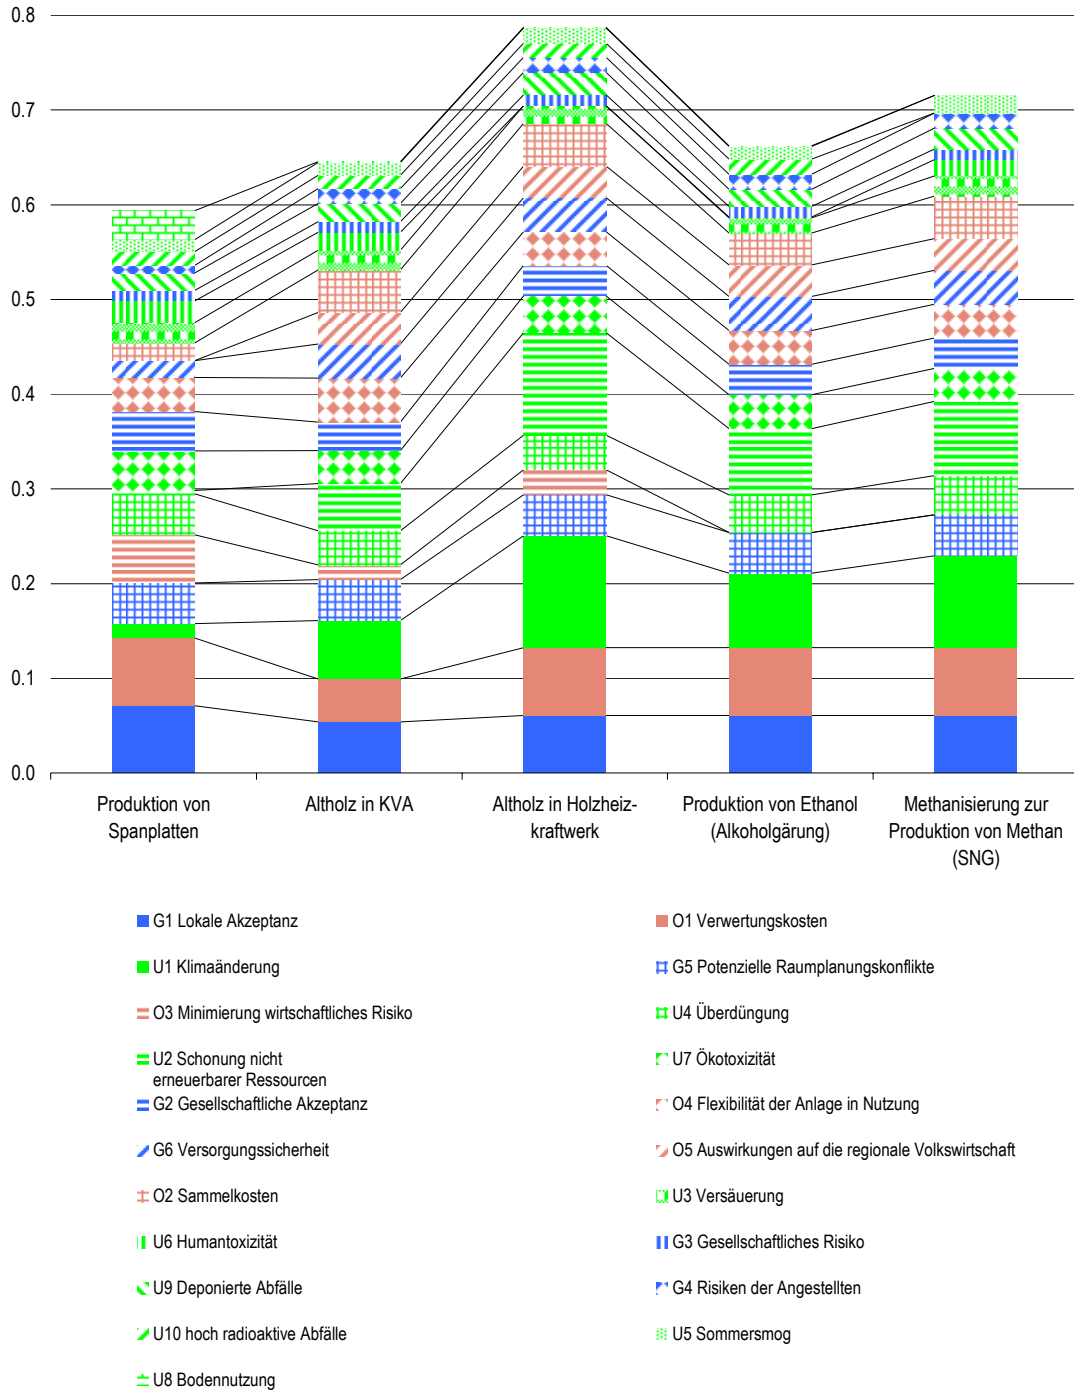 0.8
0.7
0.6
0.5
0.4
0.3
0.2
0.1
0.0
Produktion von
Spanplatten
Altholz in KVA
Altholz in Holzheiz-
kraftwerk
Produktion von Ethanol
(Alkoholgärung)
Methanisierung zur
Produktion von Methan
(SNG)
G1 Lokale Akzeptanz
O1 Verwertungskosten
U1 Klimaänderung
G5 Potenzielle Raumplanungskonflikte
O3 Minimierung wirtschaftliches Risiko
U4 Überdüngung
U2 Schonung nicht
erneuerbarer Ressourcen
U7 Ökotoxizität
G2 Gesellschaftliche Akzeptanz
O4 Flexibilität der Anlage in Nutzung
G6 Versorgungssicherheit
O5 Auswirkungen auf die regionale Volkswirtschaft
O2 Sammelkosten
U3 Versäuerung
U6 Humantoxizität
G3 Gesellschaftliches Risiko
U9 Deponierte Abfälle
G4 Risiken der Angestellten
U10 hoch radioaktive Abfälle
U5 Sommersmog
U8 Bodennutzung